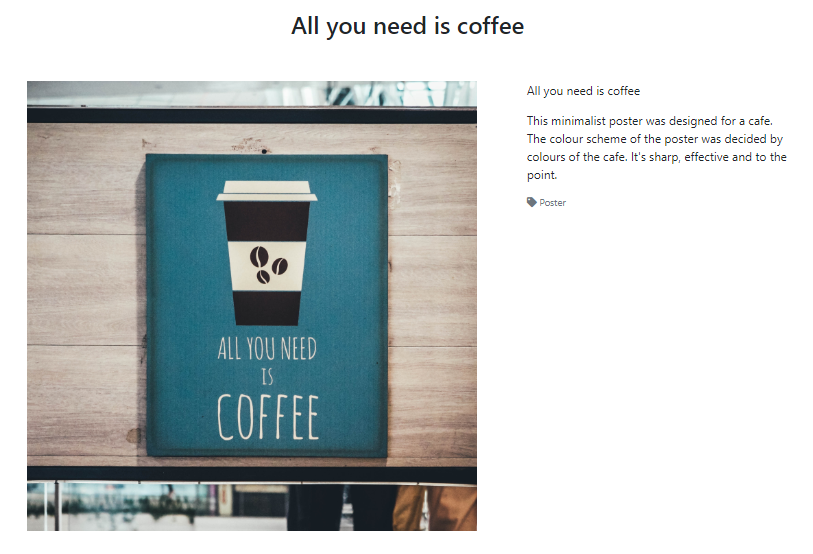 All you need is coffee
ALL YOU NEED
IS
COFFEE
All you need is coffee
This minimalist poster was designed for a cafe.
The colour scheme of the poster was decided by
colours of the cafe. It's sharp, effective and to the
point.
Poster